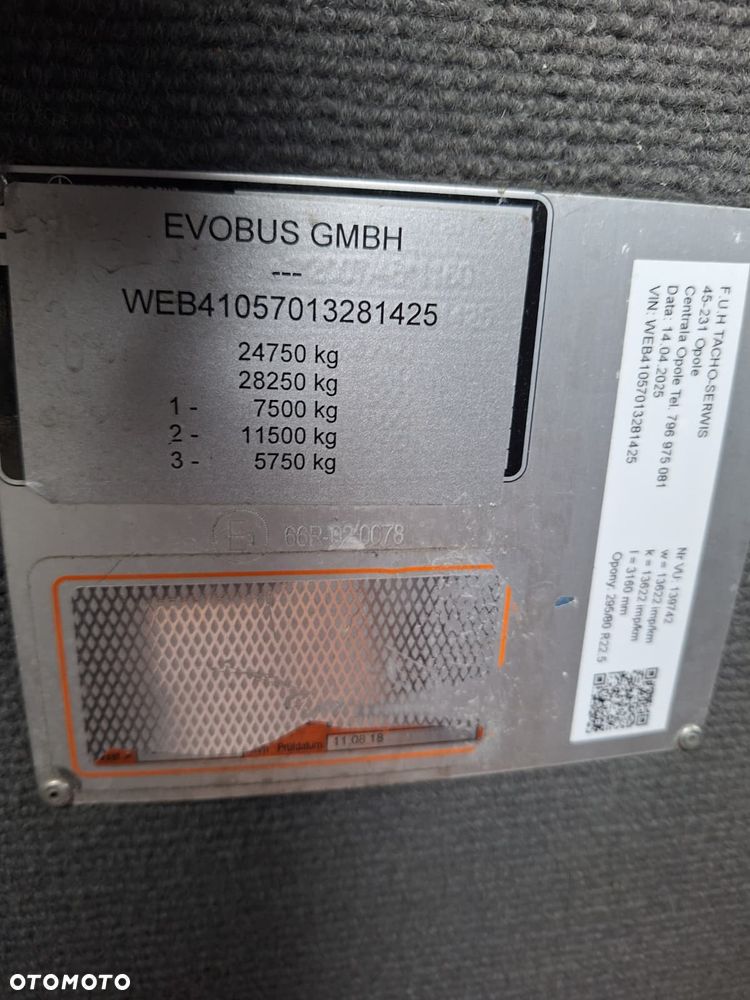 EVOBUS GMBH
---
WEB41057013281425
24750 kg
28250 kg
1 - 7500 kg
2 - 11500 kg
3 - 5750 kg
66R-020078
Prüfdatum 11 08 18
F.U.H TACHO-SERWIS
45-231 Opole
Centrala Opole Tel. 796 975 081
Data: 14.04.2025
VIN: WEB41057013281425
Nr VU: 139742
w = 13622 imp/km
k = 13622 imp/km
l = 3160 mm
Opony: 295/80 R22.5
OTOMOTO